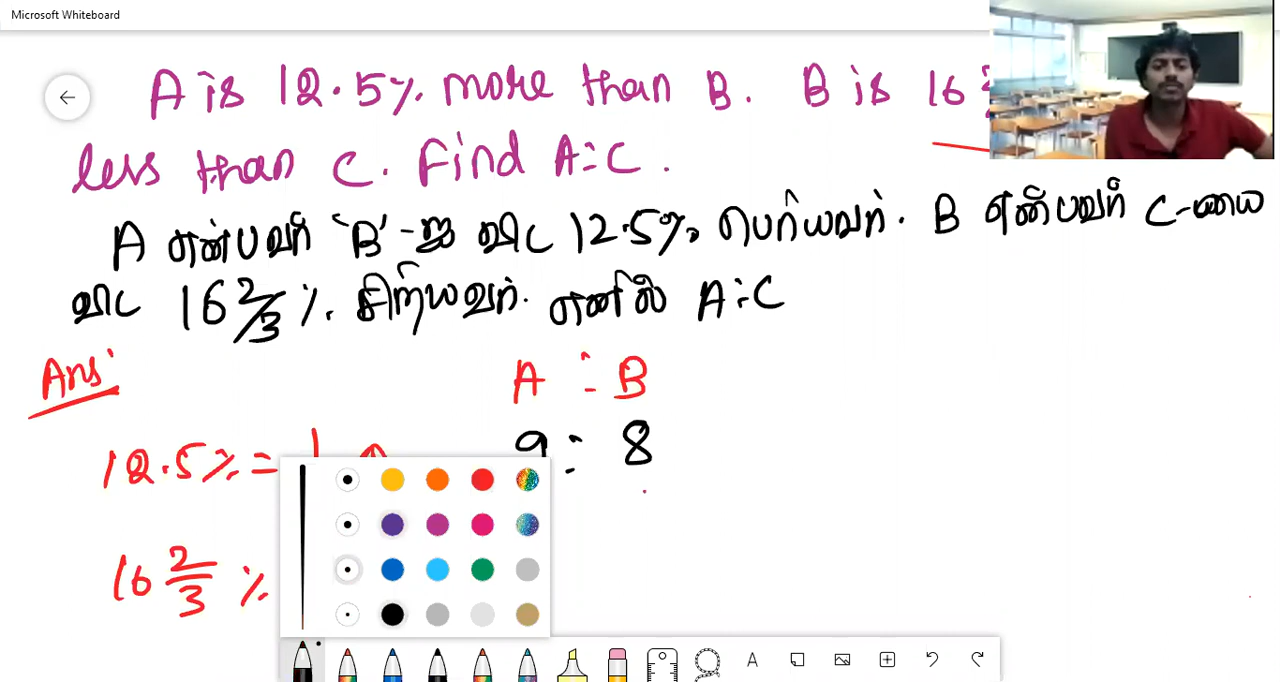 Microsoft Whiteboard
A is 12.5% more than B. B is 16
less than C. Find A:C.
A என்பவர் 'B'-ஐ விட 12.5% பெரியவர். B என்பவர் C-யை
விட 16 2/3 %. சிறியவர். எனில் A:C
Ans:
A : B
12.5% = 1
9 : 8
16 2/3 %
A